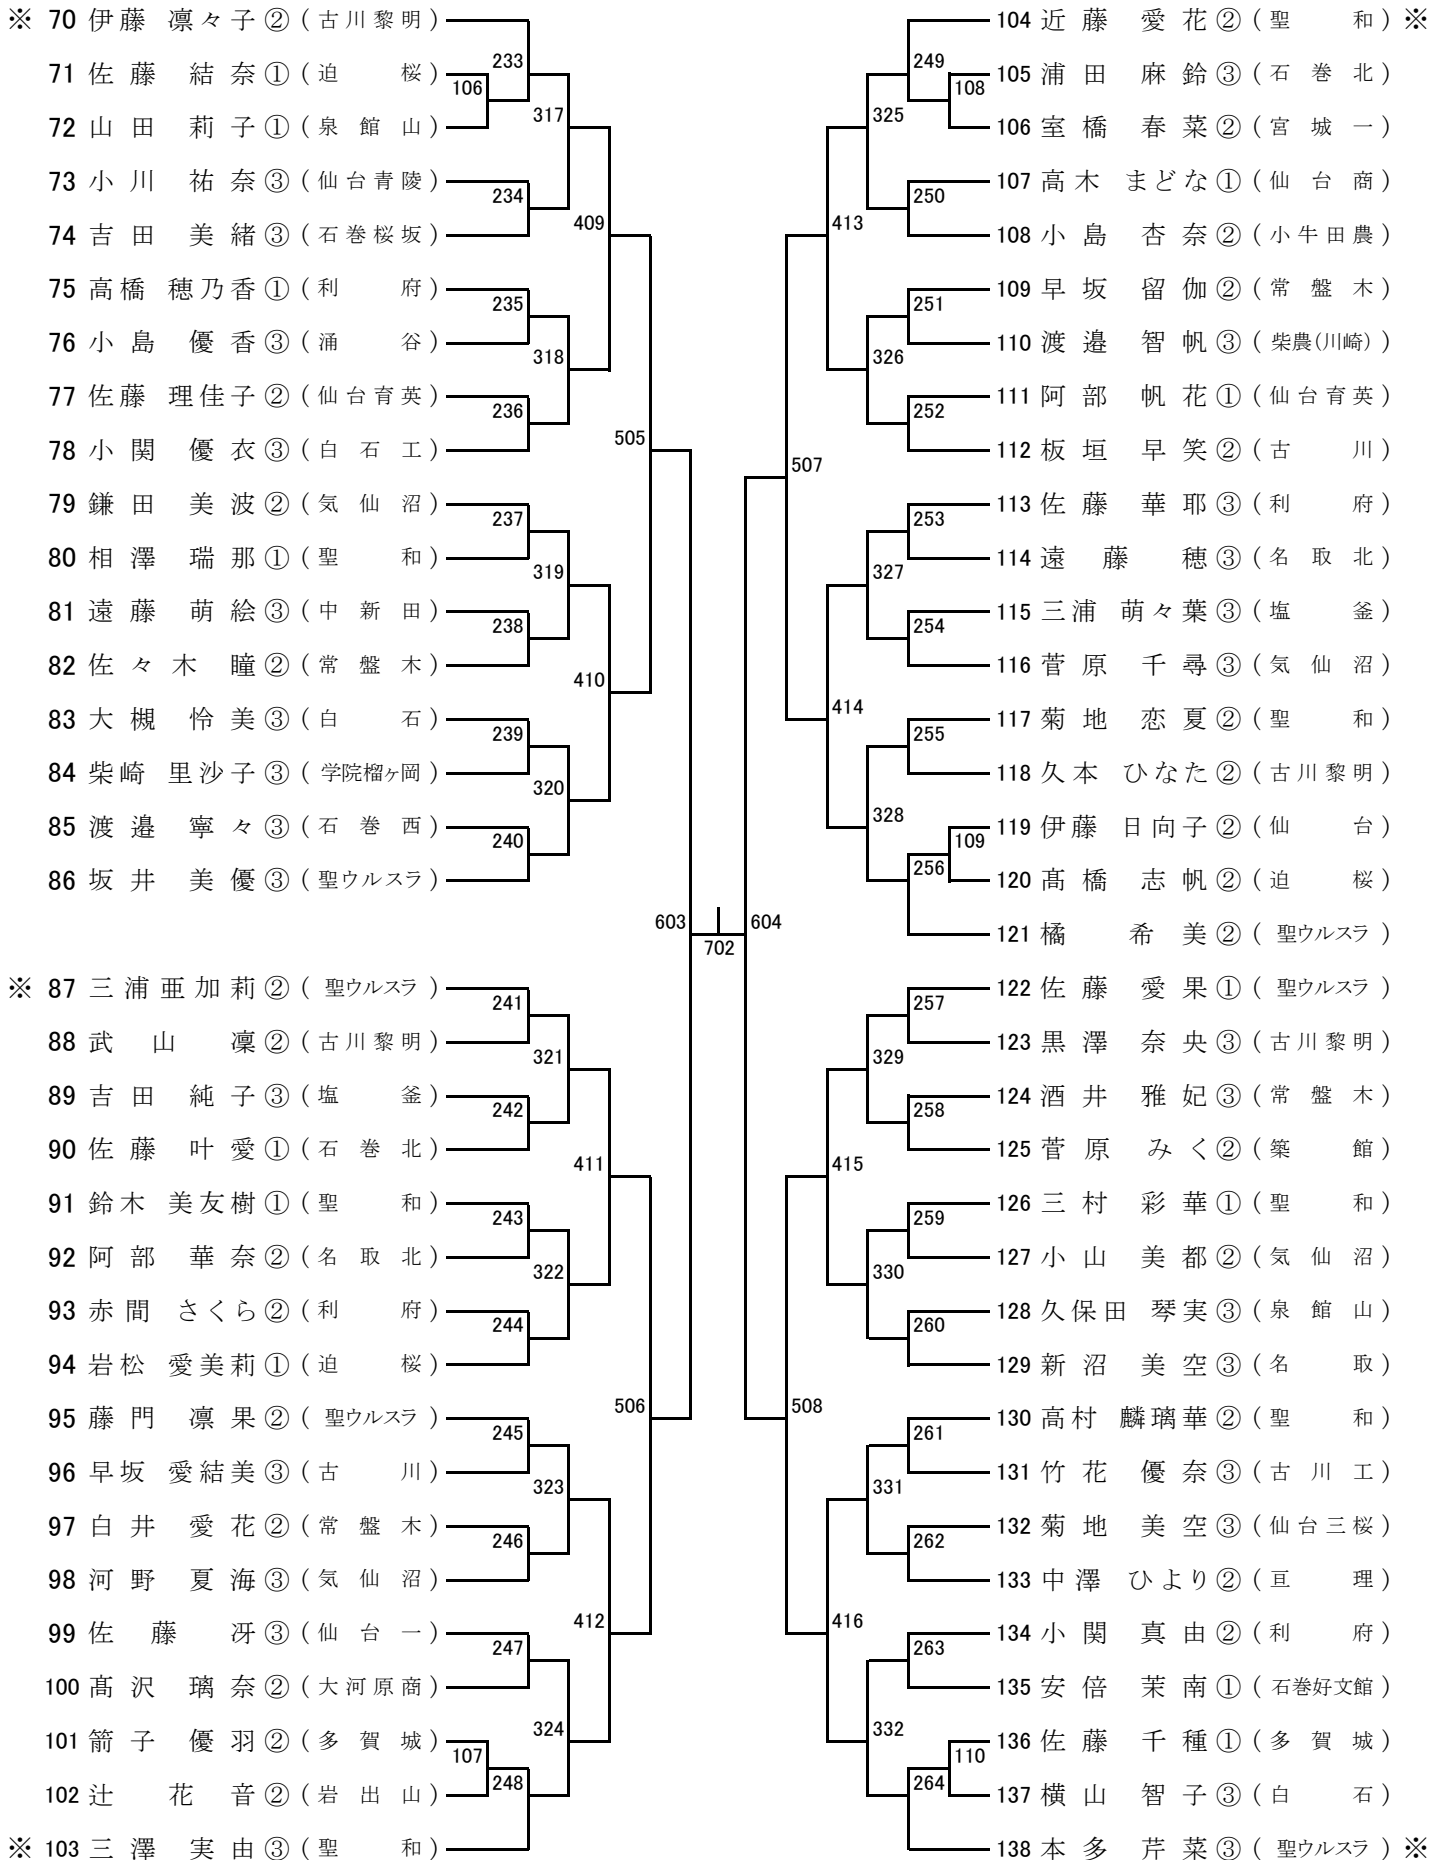 ※ 70 伊藤 凛々子② (古川黎明)
71 佐藤 結奈① (迫桜)
72 山田 莉子① (泉館山)
73 小川 祐奈③ (仙台青陵)
74 吉田 美緒③ (石巻桜坂)
75 高橋 穂乃香① (利府)
76 小島 優香③ (涌谷)
77 佐藤 理佳子② (仙台育英)
78 小関 優衣③ (白石工)
79 鎌田 美波② (気仙沼)
80 相澤 瑞那① (聖和)
81 遠藤 萌絵③ (中新田)
82 佐々木 瞳② (常盤木)
83 大槻 怜美③ (白石)
84 柴崎 里沙子③ (学院榴ヶ岡)
85 渡邉 寧々③ (石巻西)
86 坂井 美優③ (聖ウルスラ)
※ 87 三浦亜加莉② (聖ウルスラ)
88 武山 凜② (古川黎明)
89 吉田 純子③ (塩釜)
90 佐藤 叶愛① (石巻北)
91 鈴木 美友樹① (聖和)
92 阿部 華奈② (名取北)
93 赤間 さくら② (利府)
94 岩松 愛美莉① (迫桜)
95 藤門 凛果② (聖ウルスラ)
96 早坂 愛結美③ (古川)
97 白井 愛花② (常盤木)
98 河野 夏海③ (気仙沼)
99 佐藤 冴③ (仙台一)
100 髙沢 璃奈② (大河原商)
101 箭子 優羽② (多賀城)
102 辻 花音② (岩出山)
※ 103 三澤 実由③ (聖和)
106
233
234
235
236
237
238
239
240
241
242
243
244
245
246
247
107
248
317
318
319
320
321
322
323
324
409
410
411
412
505
506
603
702
604
507
508
413
414
415
416
325
326
327
328
329
330
331
332
249
108
250
251
252
253
254
255
109
256
257
258
259
260
261
262
263
110
264
104 近藤 愛花② (聖和) ※
105 浦田 麻鈴③ (石巻北)
106 室橋 春菜② (宮城一)
107 高木 まどな① (仙台商)
108 小島 杏奈② (小牛田農)
109 早坂 留伽② (常盤木)
110 渡邉 智帆③ (柴農(川崎))
111 阿部 帆花① (仙台育英)
112 板垣 早笑② (古川)
113 佐藤 華耶③ (利府)
114 遠藤 穂③ (名取北)
115 三浦 萌々葉③ (塩釜)
116 菅原 千尋③ (気仙沼)
117 菊地 恋夏② (聖和)
118 久本 ひなた② (古川黎明)
119 伊藤 日向子② (仙台)
120 髙橋 志帆② (迫桜)
121 橘 希美② (聖ウルスラ)
122 佐藤 愛果① (聖ウルスラ)
123 黒澤 奈央③ (古川黎明)
124 酒井 雅妃③ (常盤木)
125 菅原 みく② (築館)
126 三村 彩華① (聖和)
127 小山 美都② (気仙沼)
128 久保田 琴実③ (泉館山)
129 新沼 美空③ (名取)
130 高村 麟璃華② (聖和)
131 竹花 優奈③ (古川工)
132 菊地 美空③ (仙台三桜)
133 中澤 ひより② (亘理)
134 小関 真由② (利府)
135 安倍 茉南① (石巻好文館)
136 佐藤 千種① (多賀城)
137 横山 智子③ (白石)
138 本多 芹菜③ (聖ウルスラ) ※